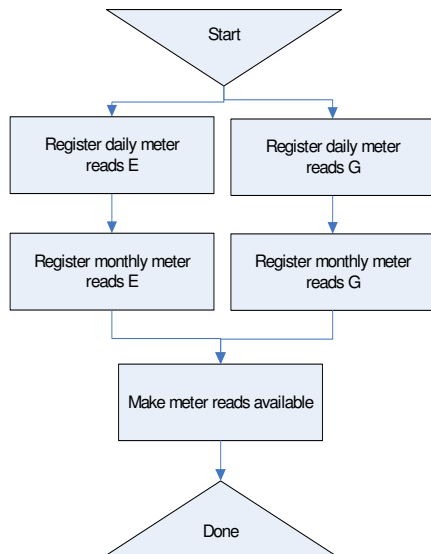 Start
Register daily meter
reads E
Register daily meter
reads G
Register monthly meter
reads E
Register monthly meter
reads G
Make meter reads available
Done